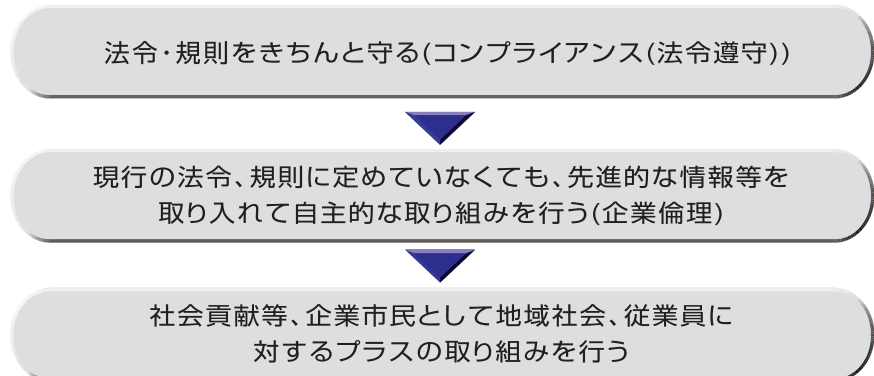 法令・規則をきちんと守る(コンプライアンス(法令遵守))
現行の法令、規則に定めていなくても、先進的な情報等を
取り入れて自主的な取り組みを行う(企業倫理)
社会貢献等、企業市民として地域社会、従業員に
対するプラスの取り組みを行う